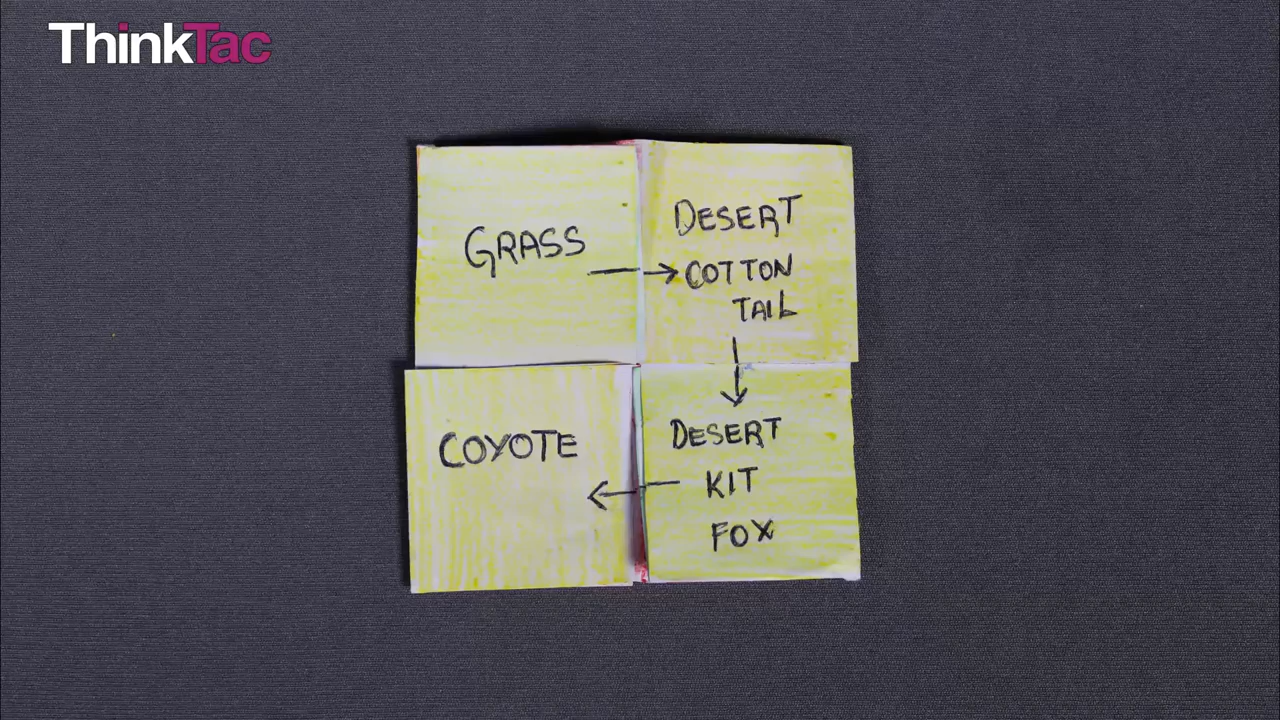 ThinkTac
GRASS
DESERT
COTTON
TAIL
DESERT
KIT
FOX
COYOTE